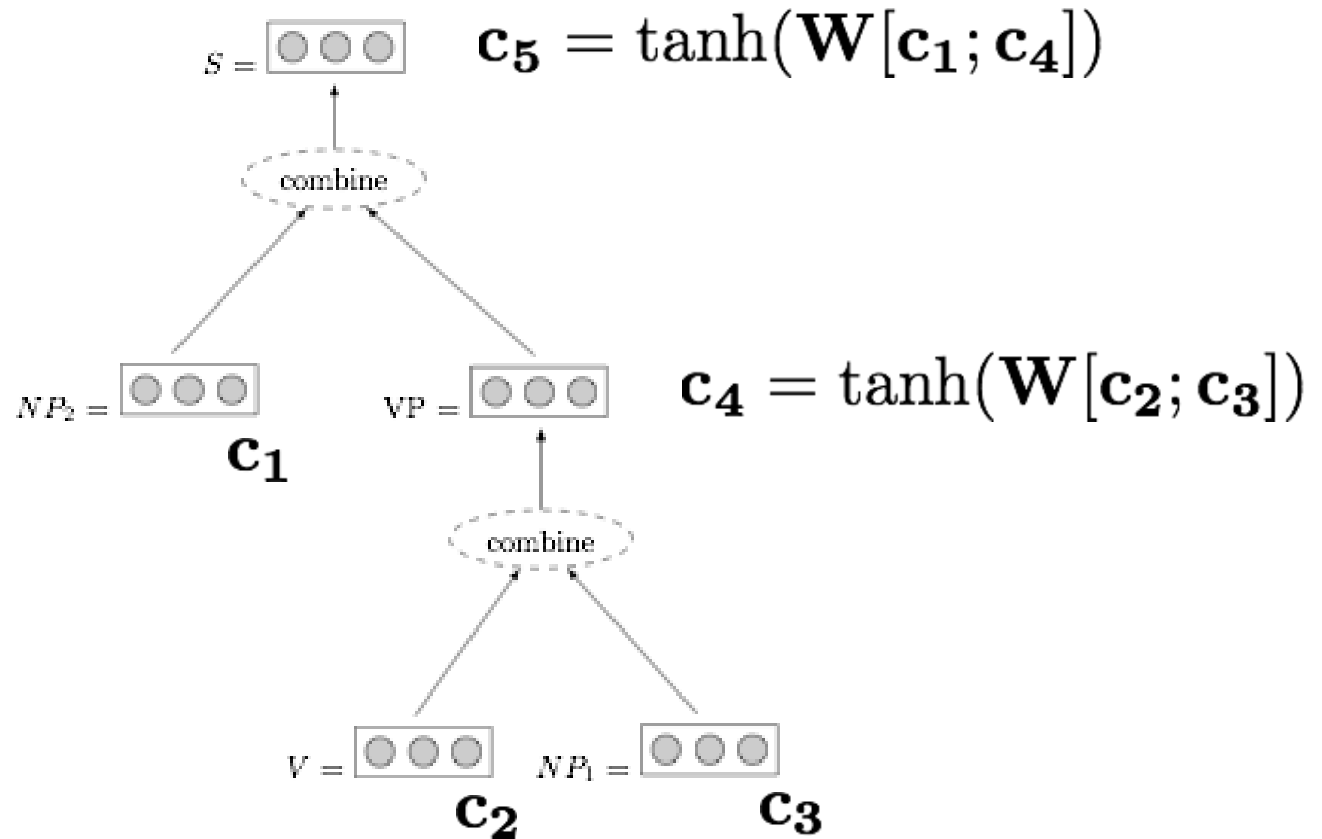 S = c₅ = tanh(W[c₁; c₄])
combine
NP₂ = VP = c₄ = tanh(W[c₂; c₃])
c₁
combine
V = NP₁ =
c₂ c₃